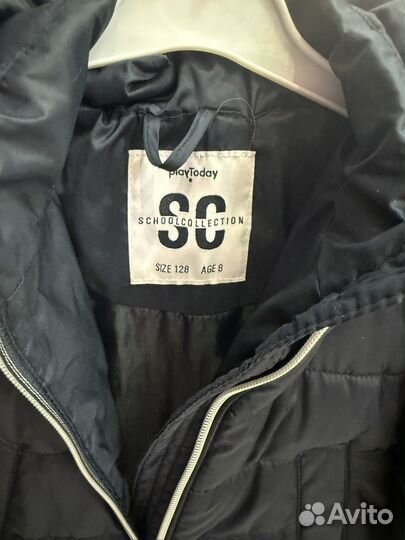 playToday
SC
SCHOOLCOLLECTION
SIZE 128 AGE 8
Avito